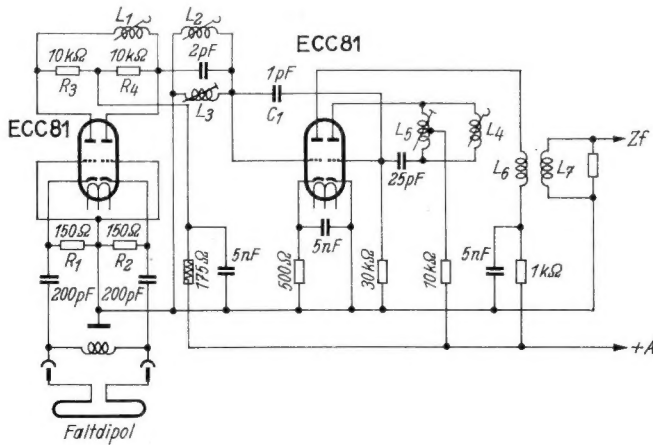 L1
L2
10kΩ
10kΩ
R3
R4
2pF
L3
ECC81
1pF
C1
ECC81
L5
L4
25pF
L6
L7
Zf
150Ω
150Ω
R1
R2
200pF
200pF
175Ω
5nF
500Ω
5nF
30kΩ
10kΩ
5nF
1kΩ
+A
Faltdipol